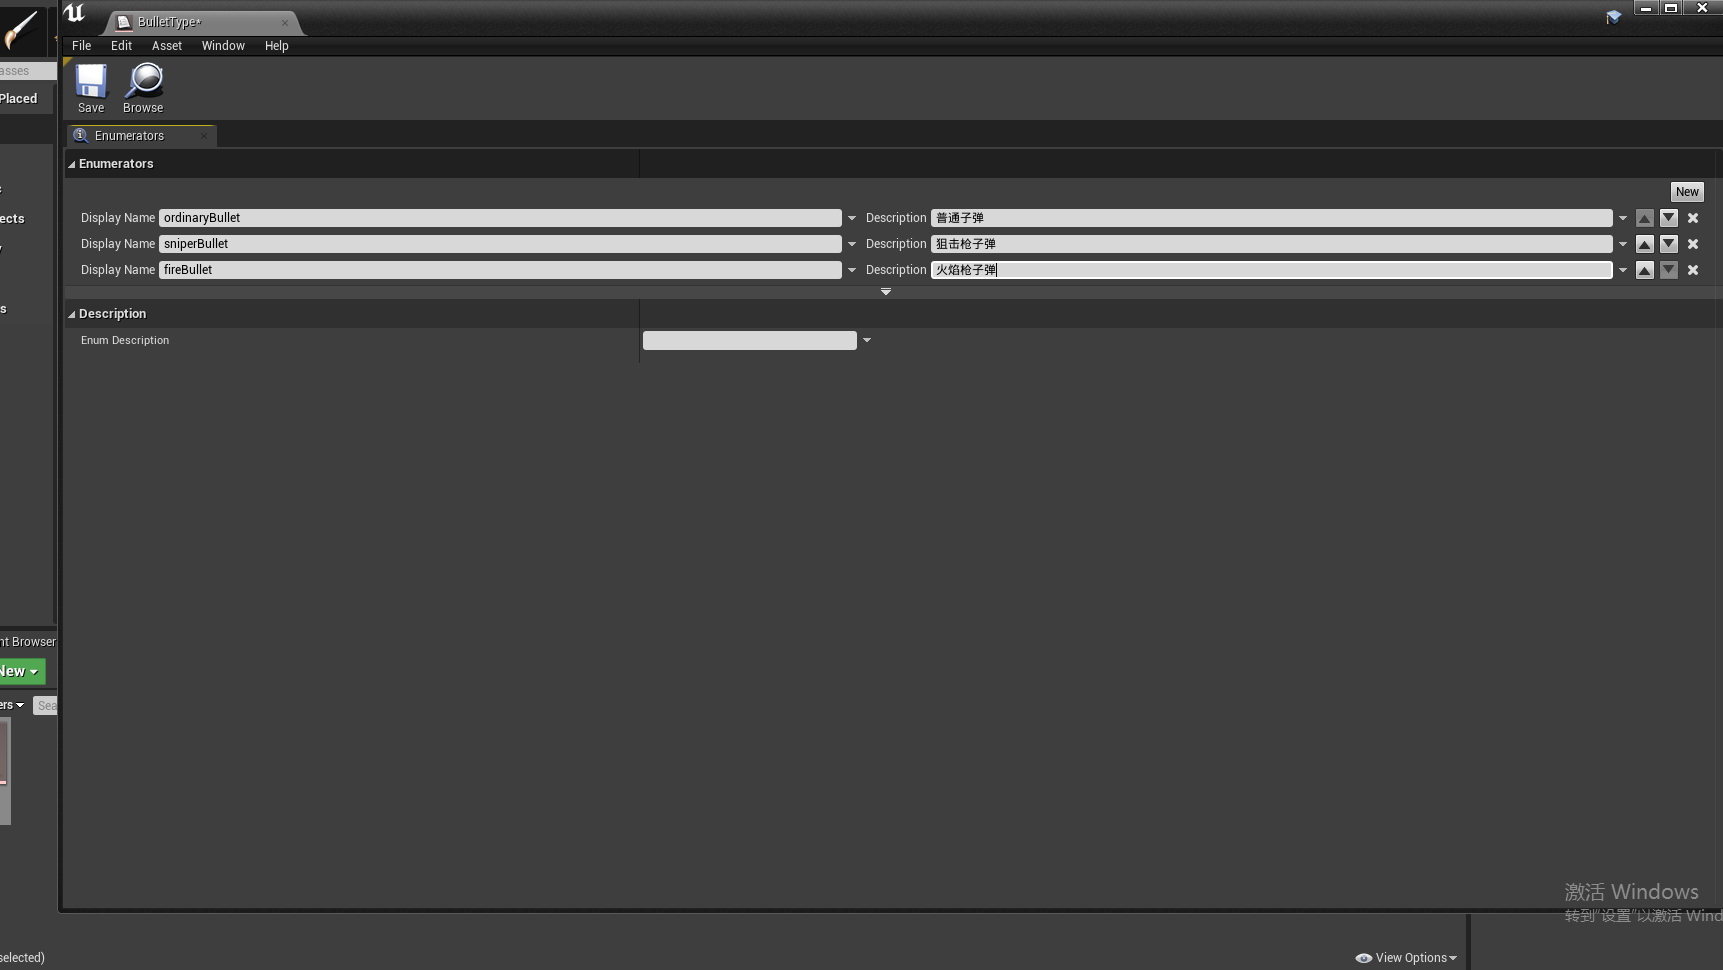 BulletType*
File Edit Asset Window Help
asses
Placed
Save Browse
Enumerators
Enumerators
New
Display Name ordinaryBullet Description 普通子弹
Display Name sniperBullet Description 狙击枪子弹
Display Name fireBullet Description 火焰枪子弹
ects
s
Description
Enum Description
nt Browser
New
ers Sea
激活 Windows
转到"设置"以激活 Wind
selected)
View Options